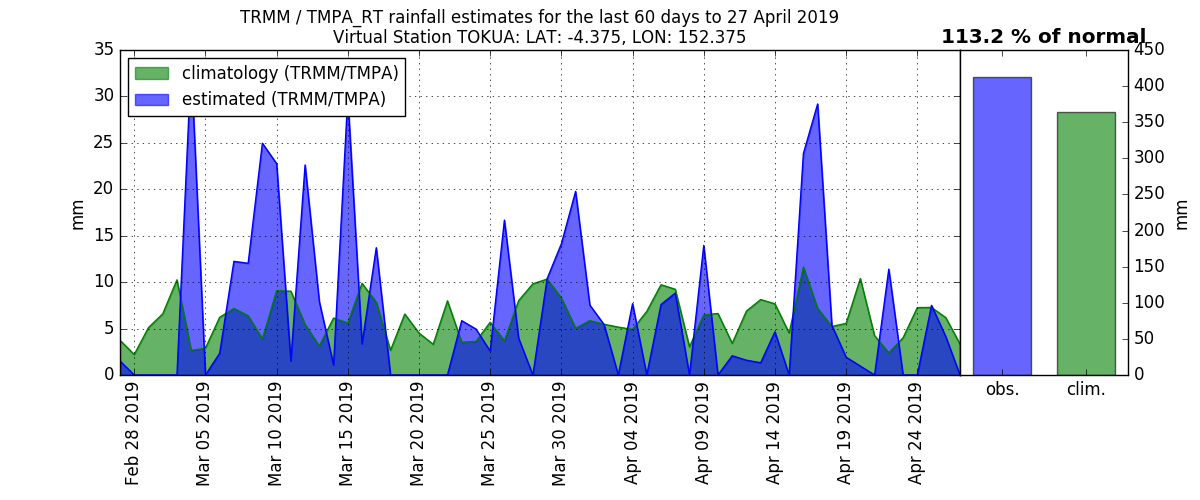 TRMM / TMPA_RT rainfall estimates for the last 60 days to 27 April 2019
Virtual Station TOKUA: LAT: -4.375, LON: 152.375
113.2 % of normal
climatology (TRMM/TMPA)
estimated (TRMM/TMPA)
35
30
25
20
15
10
5
0
mm
Feb 28 2019
Mar 05 2019
Mar 10 2019
Mar 15 2019
Mar 20 2019
Mar 25 2019
Mar 30 2019
Apr 04 2019
Apr 09 2019
Apr 14 2019
Apr 19 2019
Apr 24 2019
450
400
350
300
250
200
150
100
50
0
mm
obs.
clim.